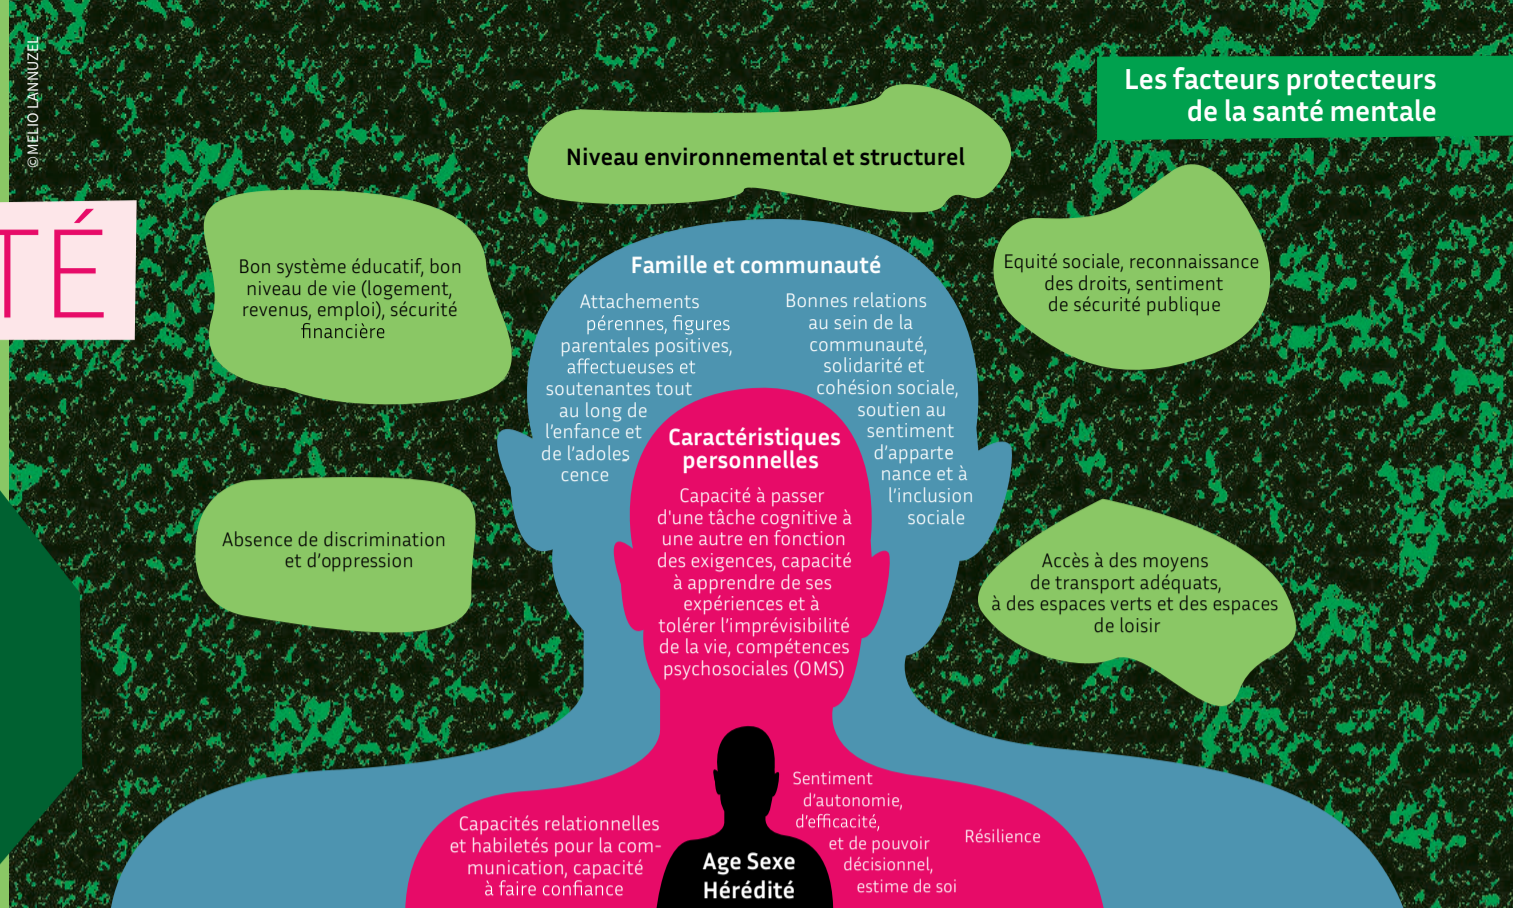 ©MELIO LANNUZEL
TÉ
Les facteurs protecteurs
de la santé mentale
Niveau environnemental et structurel
Bon système éducatif, bon
niveau de vie (logement,
revenus, emploi), sécurité
financière
Equité sociale, reconnaissance
des droits, sentiment
de sécurité publique
Absence de discrimination
et d’oppression
Accès à des moyens
de transport adéquats,
à des espaces verts et des espaces
de loisir
Famille et communauté
Attachements
pérennes, figures
parentales positives,
affectueuses et
soutenantes tout
au long de
l’enfance et
de l’adoles
cence
Bonnes relations
au sein de la
communauté,
solidarité et
cohésion sociale,
soutien au
sentiment
d’apparte
nance et à
l’inclusion
sociale
Caractéristiques
personnelles
Capacité à passer
d'une tâche cognitive à
une autre en fonction
des exigences, capacité
à apprendre de ses
expériences et à
tolérer l’imprévisibilité
de la vie, compétences
psychosociales (OMS)
Capacités relationnelles
et habiletés pour la com-
munication, capacité
à faire confiance
Sentiment
d’autonomie,
d’efficacité,
et de pouvoir
décisionnel,
estime de soi
Résilience
Age Sexe
Hérédité